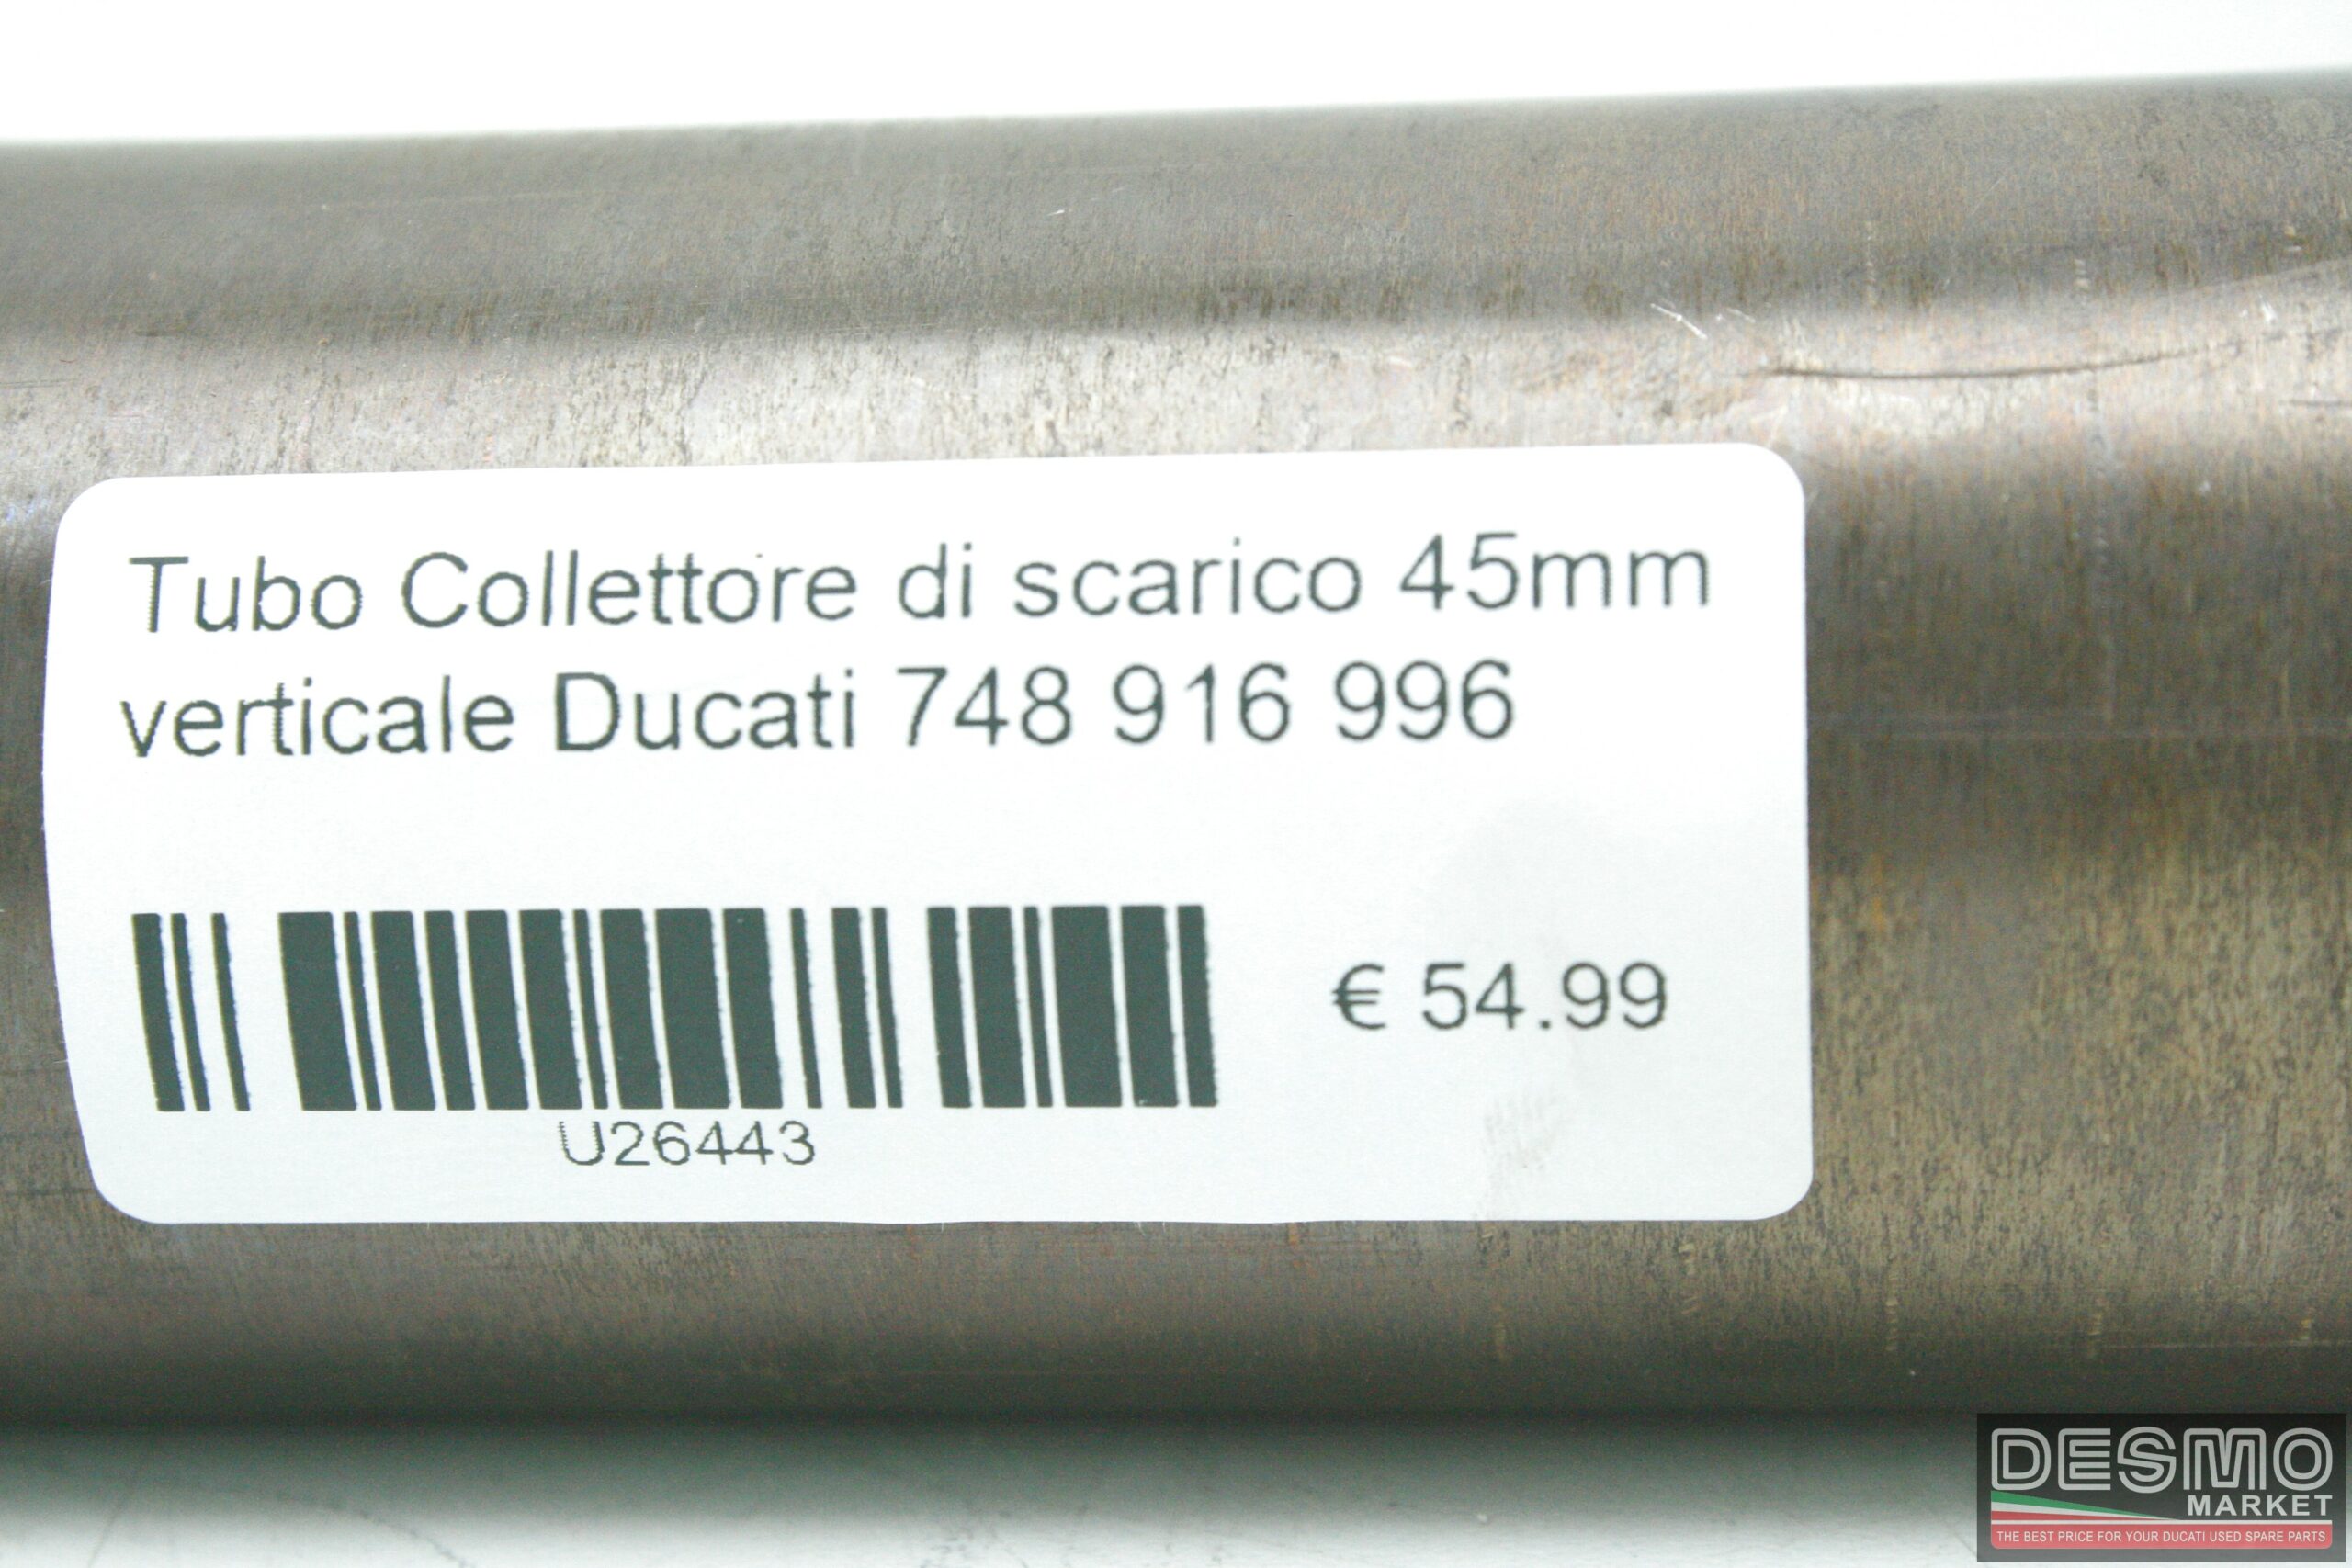 Tubo Collettore di scarico 45mm
verticale Ducati 748 916 996
€ 54.99
U26443
DESMO
MARKET
THE BEST PRICE FOR YOUR DUCATI USED SPARE PARTS